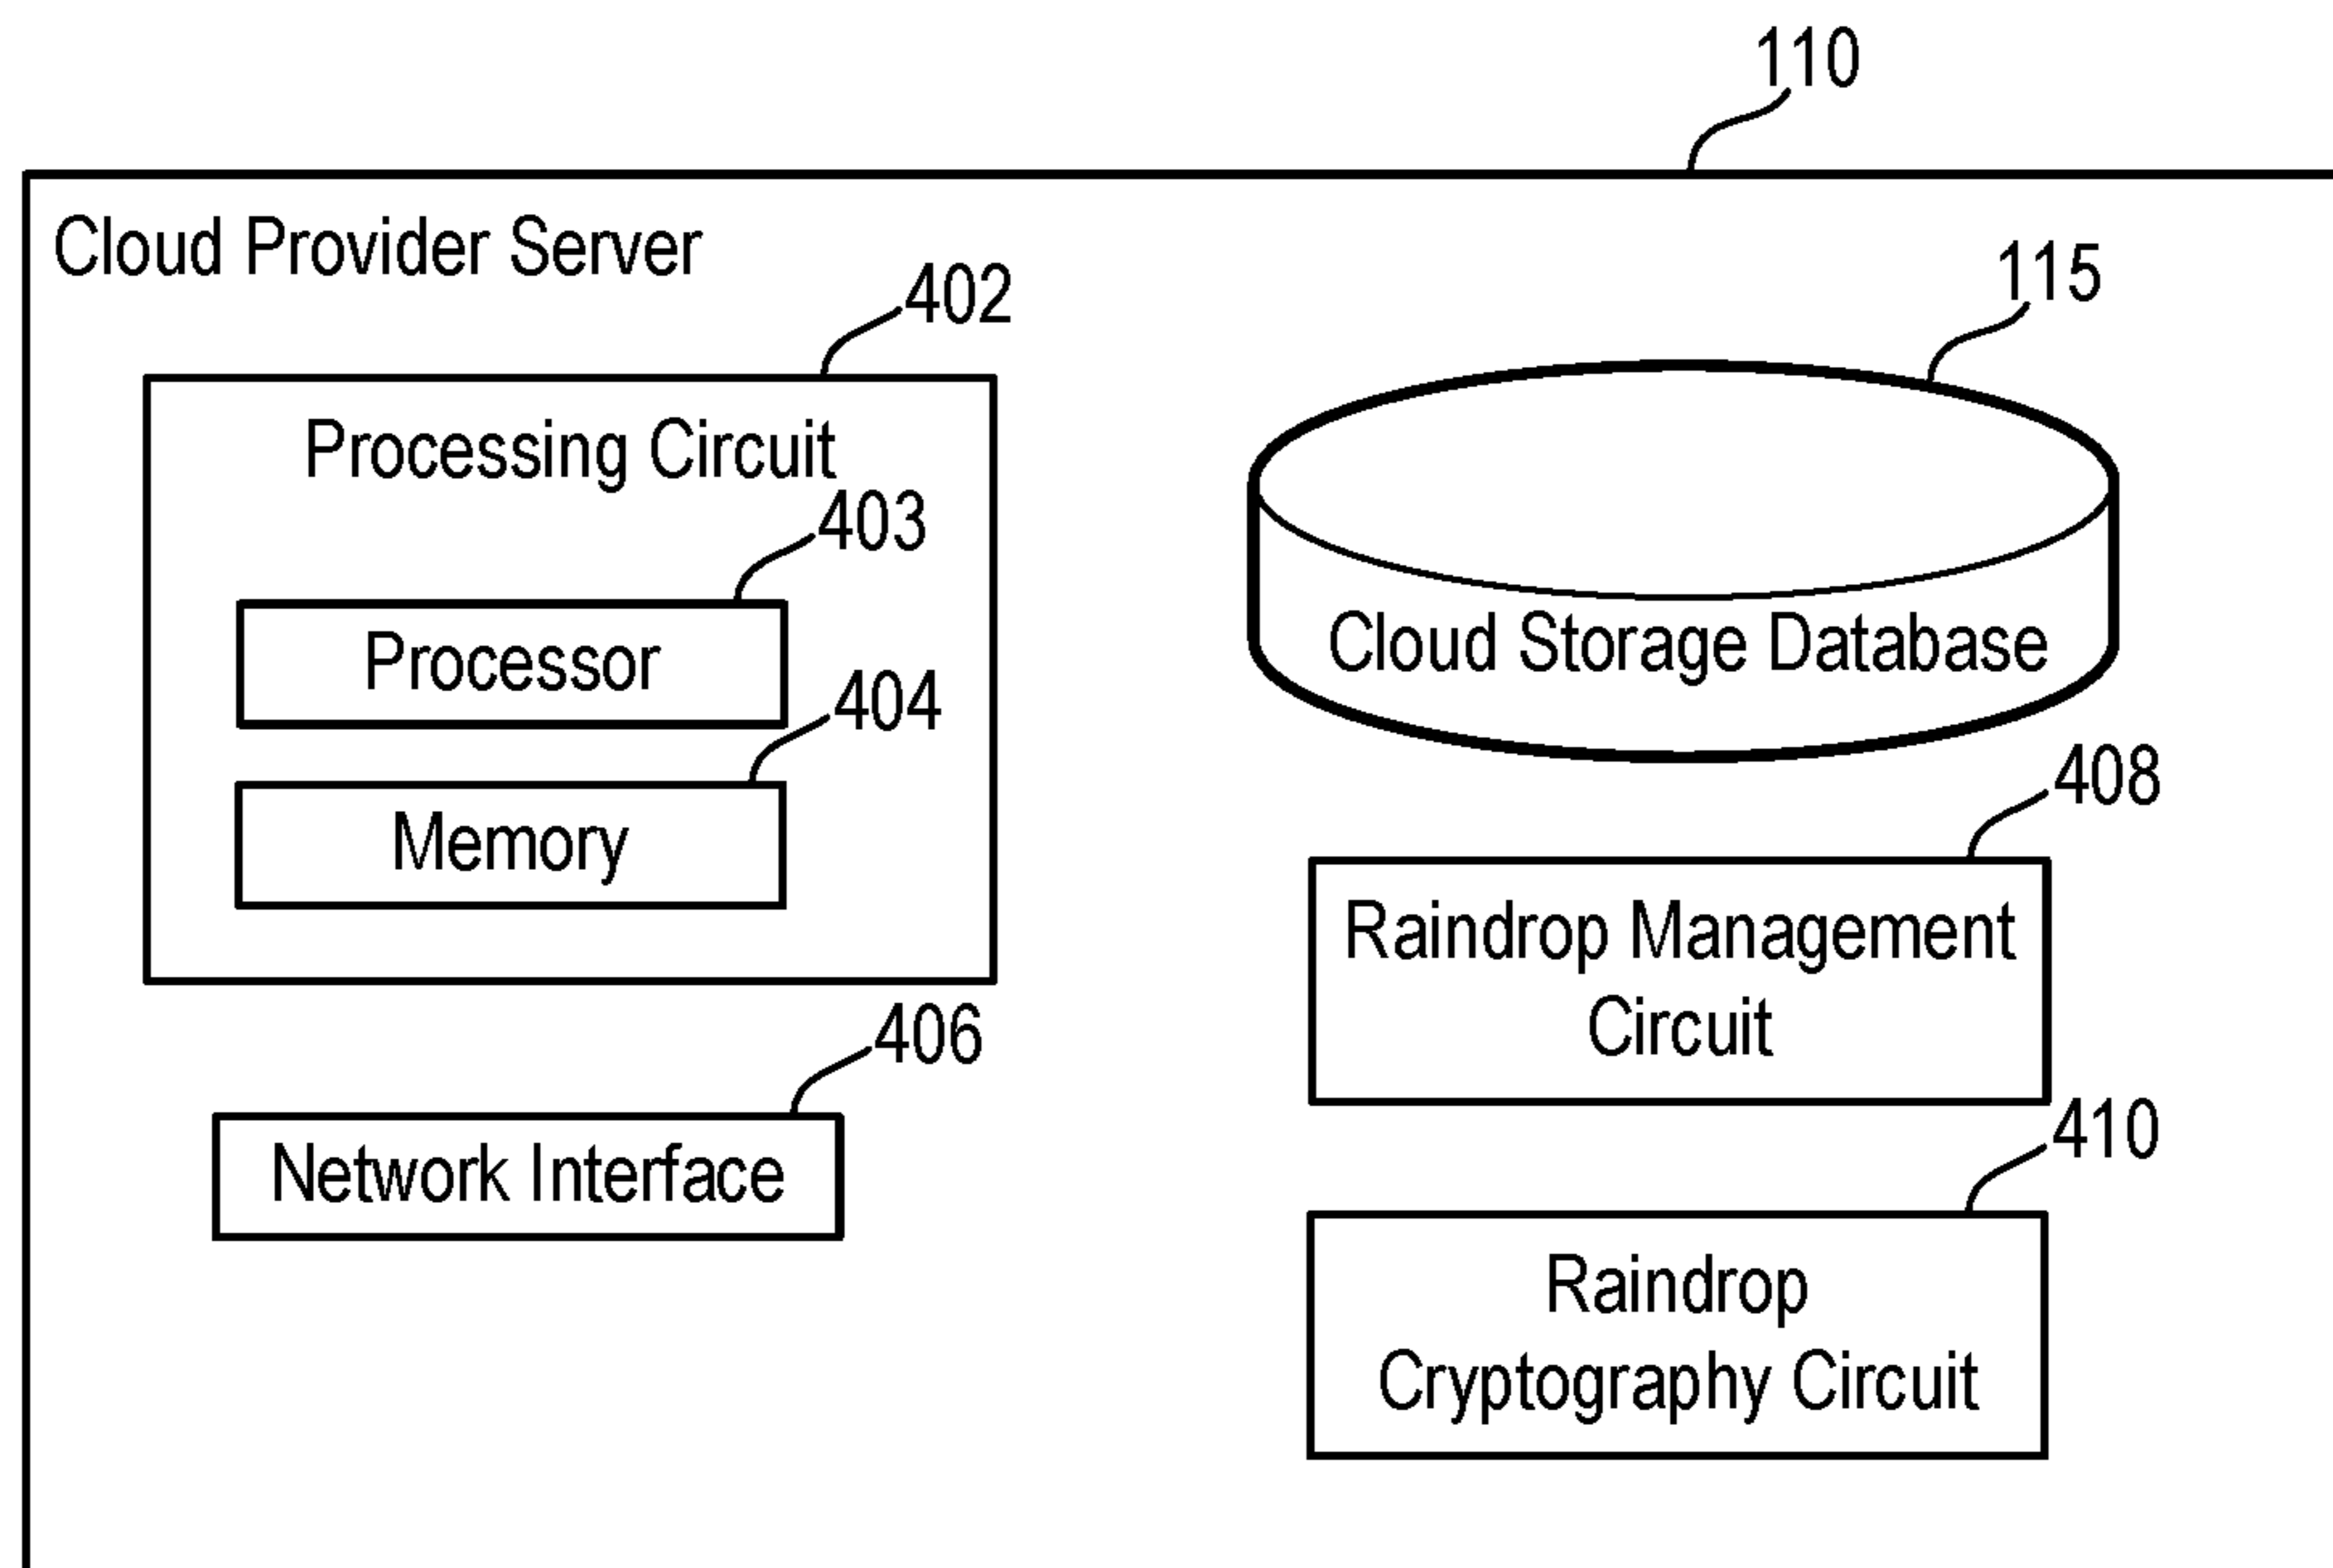 110
Cloud Provider Server
402
115
Processing Circuit
403
Processor
404
Memory
Cloud Storage Database
408
Raindrop Management
Circuit
406
Network Interface
410
Raindrop
Cryptography Circuit